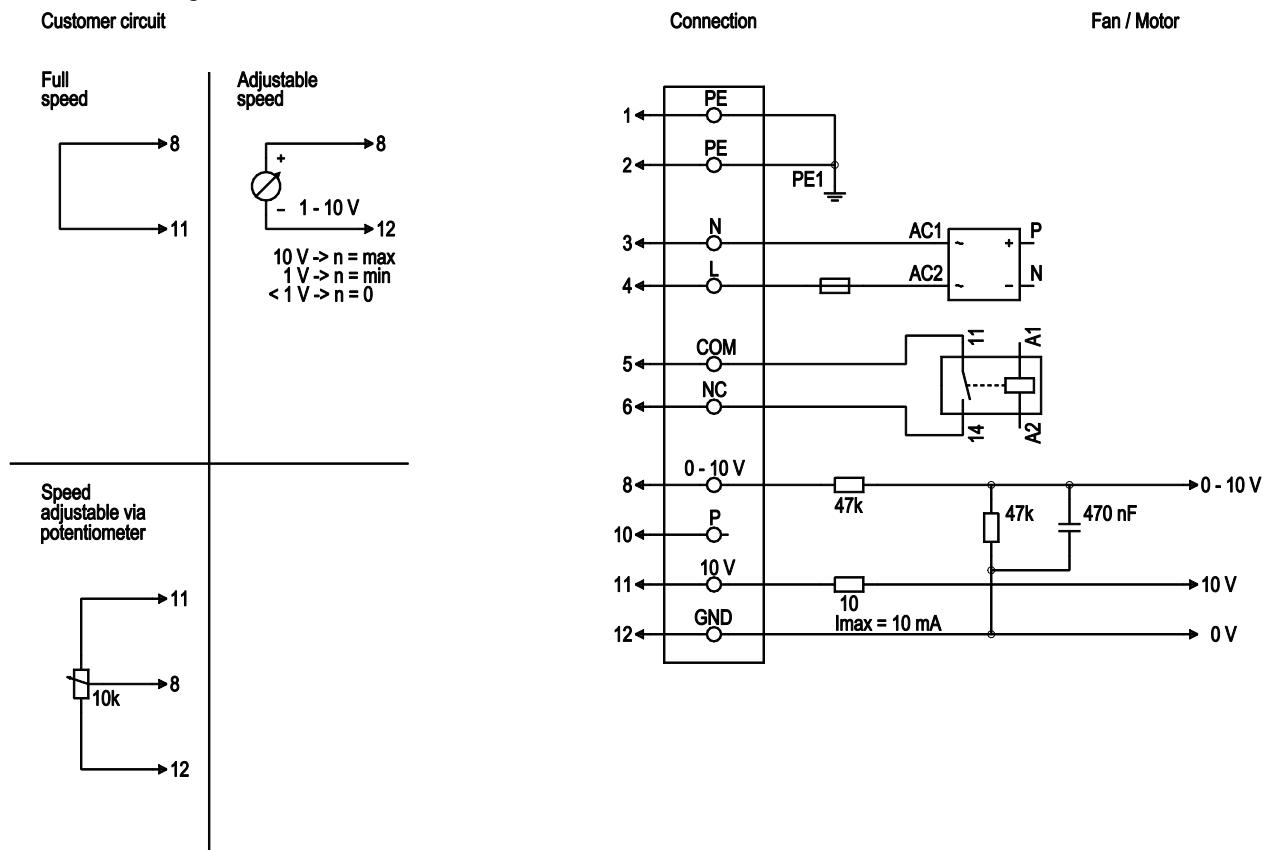 Customer circuit
Connection
Fan / Motor
Full
speed
8
11
Adjustable
speed
8
+
–
1 - 10 V
12
10 V -> n = max
1 V -> n = min
< 1 V -> n = 0
Speed
adjustable via
potentiometer
11
8
10k
12
1
PE
2
PE
PE1
3
N
AC1
~
+
P
4
L
AC2
~
–
N
5
COM
11
A1
6
NC
14
A2
8
0 - 10 V
47k
47k
470 nF
0 - 10 V
10
P
11
10 V
10
Imax = 10 mA
10 V
12
GND
0 V